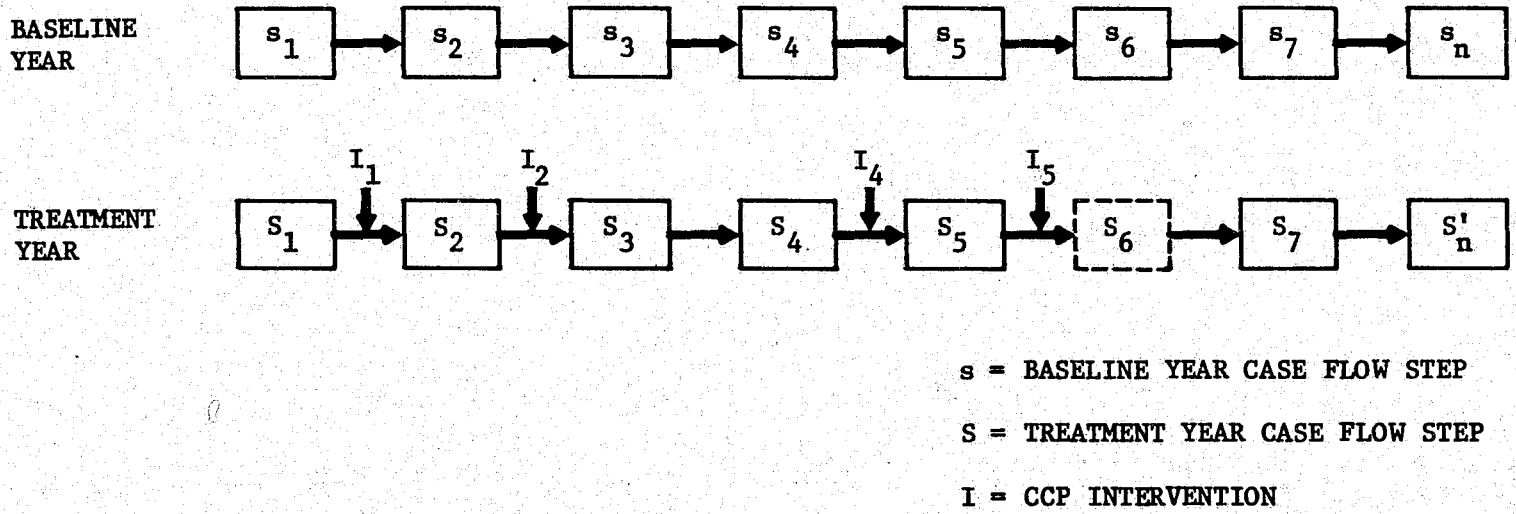 BASELINE
YEAR
s1 s2 s3 s4 s5 s6 s7 sn
I1 I2 I4 I5
TREATMENT
YEAR
S1 S2 S3 S4 S5 S6 S7 S'n
s = BASELINE YEAR CASE FLOW STEP
S = TREATMENT YEAR CASE FLOW STEP
I = CCP INTERVENTION